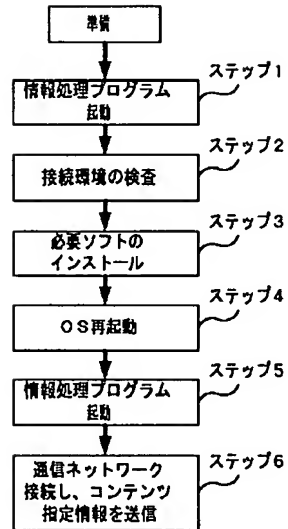 準備
ステップ1
情報処理プログラム
起動
ステップ2
接続環境の検査
ステップ3
必要ソフトの
インストール
ステップ4
OS再起動
ステップ5
情報処理プログラム
起動
ステップ6
通信ネットワーク
接続し、コンテンツ
指定情報を送信